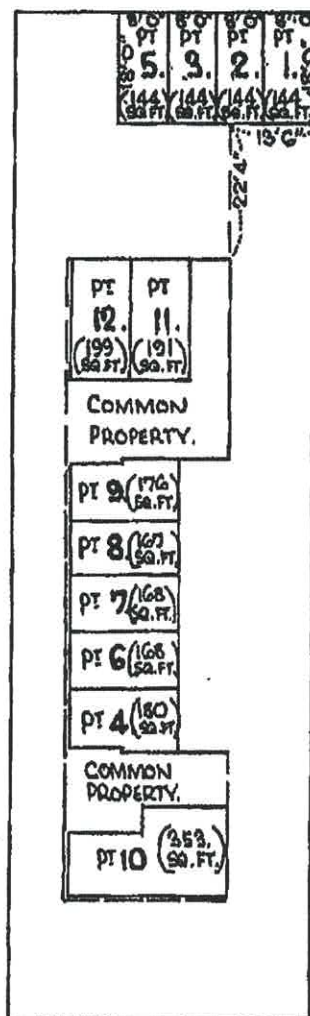 8'0" 8'0" 8'0" 8'0"
PT PT PT PT
5. 3. 2. 1.
(144 (144 (144 (144
SQ.FT.) SQ.FT.) SQ.FT.) SQ.FT.)
13'6"
22'4"
PT PT
12. 11.
(199 (191
SQ.FT.) SQ.FT.)
COMMON
PROPERTY.
PT 9 (176
SQ.FT.)
PT 8 (167
SQ.FT.)
PT 7 (168
SQ.FT.)
PT 6 (168
SQ.FT.)
PT 4 (180
SQ.FT.)
COMMON
PROPERTY.
PT 10 (353.
SQ.FT.)